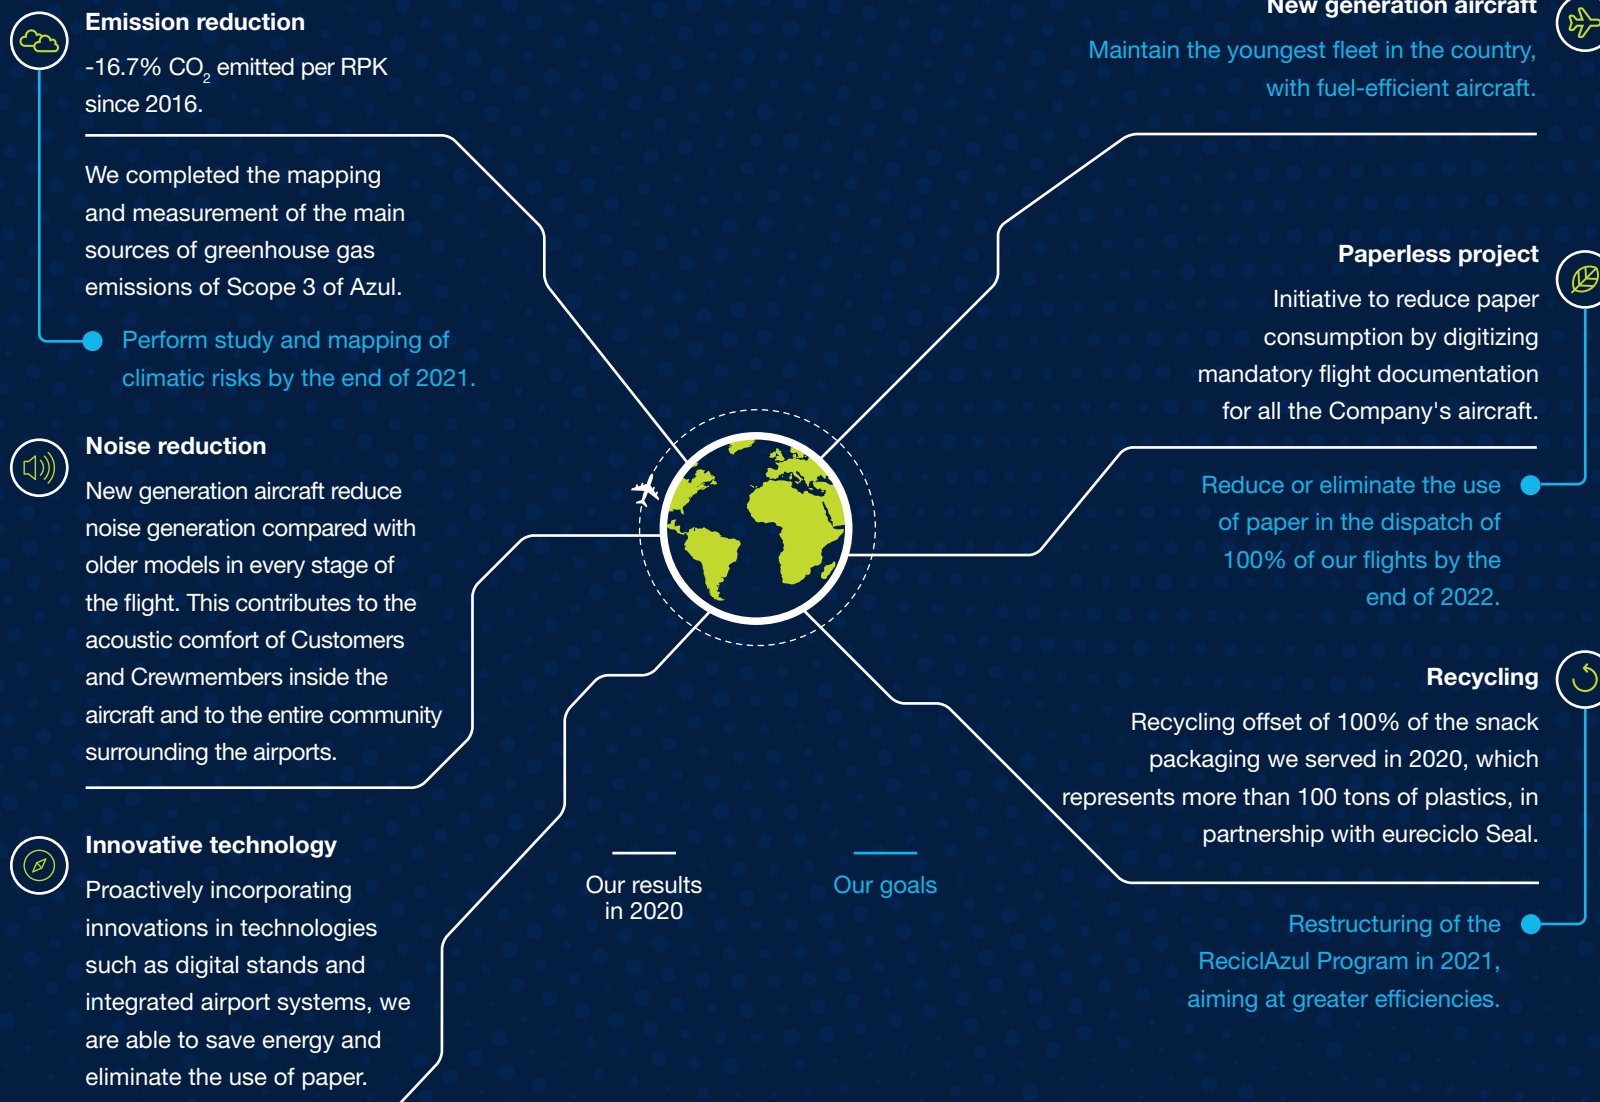 Emission reduction
-16.7% CO2 emitted per RPK
since 2016.
We completed the mapping
and measurement of the main
sources of greenhouse gas
emissions of Scope 3 of Azul.
Perform study and mapping of
climatic risks by the end of 2021.
Noise reduction
New generation aircraft reduce
noise generation compared with
older models in every stage of
the flight. This contributes to the
acoustic comfort of Customers
and Crewmembers inside the
aircraft and to the entire community
surrounding the airports.
Innovative technology
Proactively incorporating
innovations in technologies
such as digital stands and
integrated airport systems, we
are able to save energy and
eliminate the use of paper.
Our results
in 2020
Our goals
New generation aircraft
Maintain the youngest fleet in the country,
with fuel-efficient aircraft.
Paperless project
Initiative to reduce paper
consumption by digitizing
mandatory flight documentation
for all the Company's aircraft.
Reduce or eliminate the use
of paper in the dispatch of
100% of our flights by the
end of 2022.
Recycling
Recycling offset of 100% of the snack
packaging we served in 2020, which
represents more than 100 tons of plastics, in
partnership with eureciclo Seal.
Restructuring of the
ReciclAzul Program in 2021,
aiming at greater efficiencies.